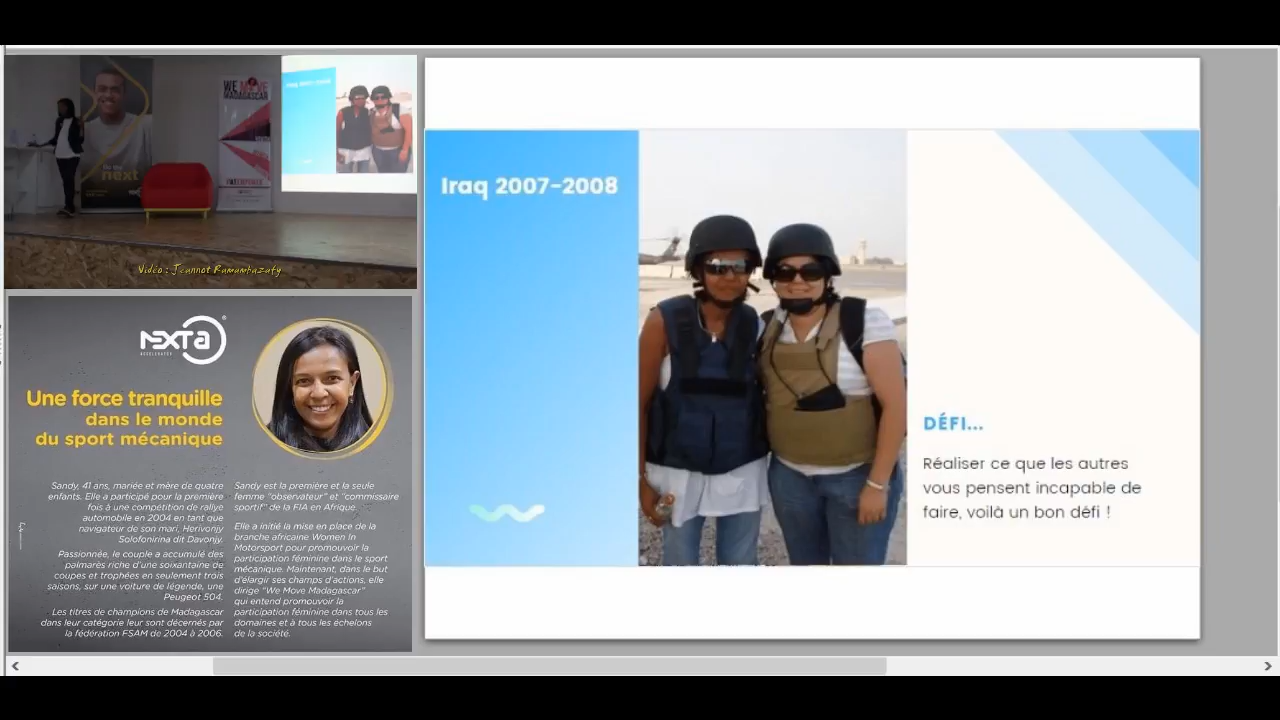 WE MOVE
MADAGASCAR
next
Iraq 2007-2008
Vidéo : Jeannot Ramambazafy
NEXTa
ACCELERATOR
Une force tranquille
dans le monde
du sport mécanique
Sandy, 41 ans, mariée et mère de quatre
enfants. Elle a participé pour la première
fois à une compétition de rallye
automobile en 2004 en tant que
navigateur de son mari, Herivonjy
Solofonirina dit Davonjy.
Passionnée, le couple a accumulé des
palmarès riche d'une soixantaine de
coupes et trophées en seulement trois
saisons, sur une voiture de légende, une
Peugeot 504.
Les titres de champions de Madagascar
dans leur catégorie leur sont décernés par
la fédération FSAM de 2004 à 2006.
Sandy est la première et la seule
femme "observateur" et "commissaire
sportif" de la FIA en Afrique.
Elle a initié la mise en place de la
branche africaine Women In
Motorsport pour promouvoir la
participation féminine dans le sport
mécanique. Maintenant, dans le but
d'élargir ses champs d'actions, elle
dirige "We Move Madagascar"
qui entend promouvoir la
participation féminine dans tous les
domaines et à tous les échelons
de la société.
Iraq 2007-2008
DÉFI...
Réaliser ce que les autres
vous pensent incapable de
faire, voilà un bon défi !